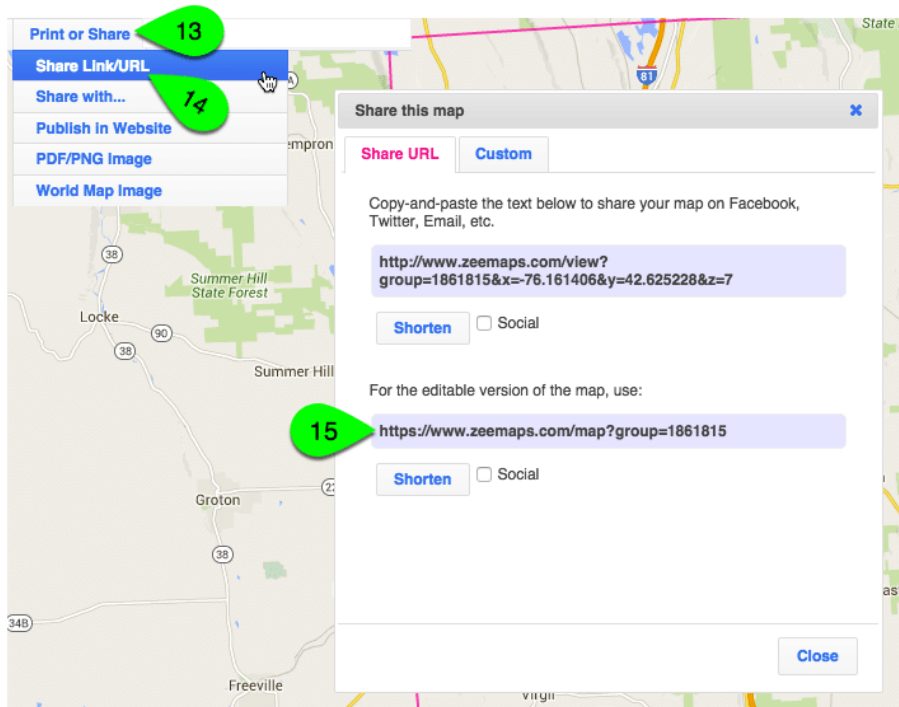 State
Print or Share
13
Share Link/URL
14
Share with...
Publish in Website
PDF/PNG Image
World Map Image
81
A
empron
Share this map
Share URL
Custom
Copy-and-paste the text below to share your map on Facebook,
Twitter, Email, etc.
http://www.zeemaps.com/view?
group=1861815&x=-76.161406&y=42.625228&z=7
Shorten
Social
For the editable version of the map, use:
15
https://www.zeemaps.com/map?group=1861815
Shorten
Social
Close
38
Summer Hill
State Forest
Locke
90
38
Summer Hill
Groton
38
34B
Freeville
Virgil